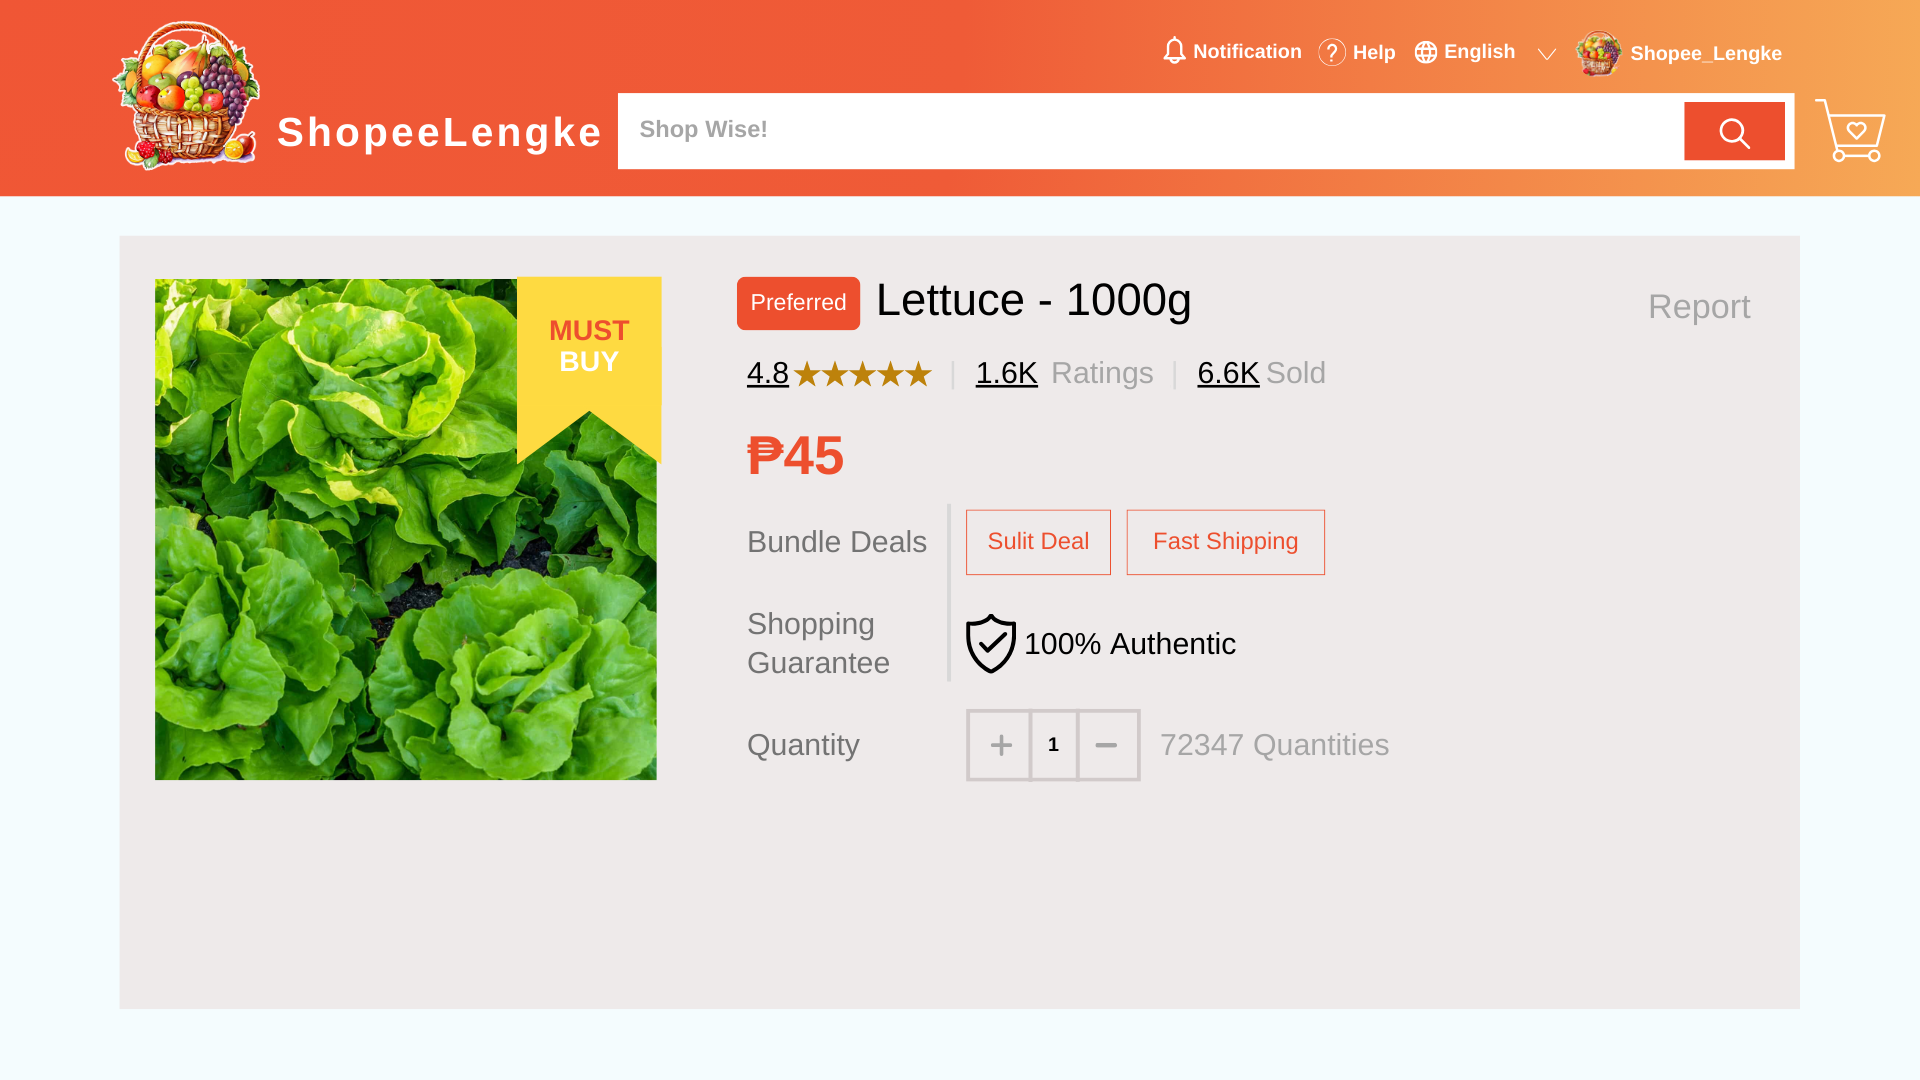 Notification
Help
English
Shopee_Lengke
ShopeeLengke
Shop Wise!
MUST
BUY
Preferred
Lettuce - 1000g
Report
4.8★★★★★ | 1.6K Ratings | 6.6K Sold
₱45
Bundle Deals
Sulit Deal
Fast Shipping
Shopping
Guarantee
100% Authentic
Quantity
+ 1 −
72347 Quantities